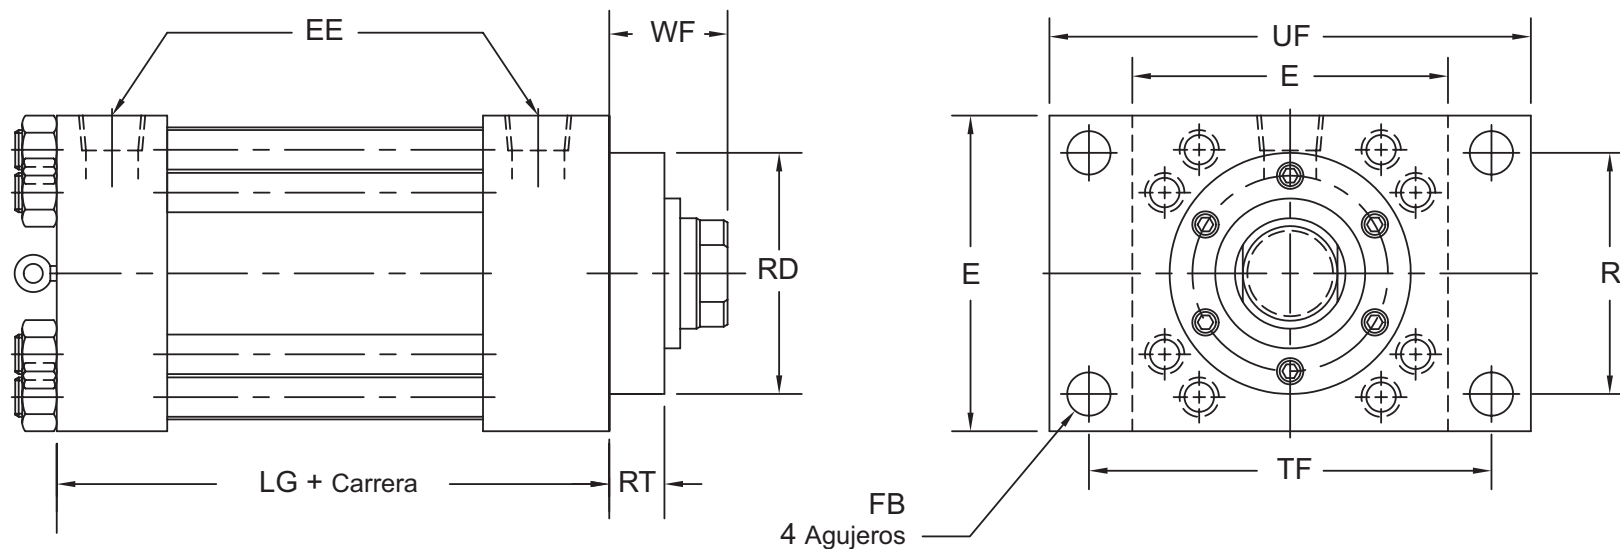 EE
WF
RD
LG + Carrera
RT
UF
E
E
R
TF
FB
4 Agujeros